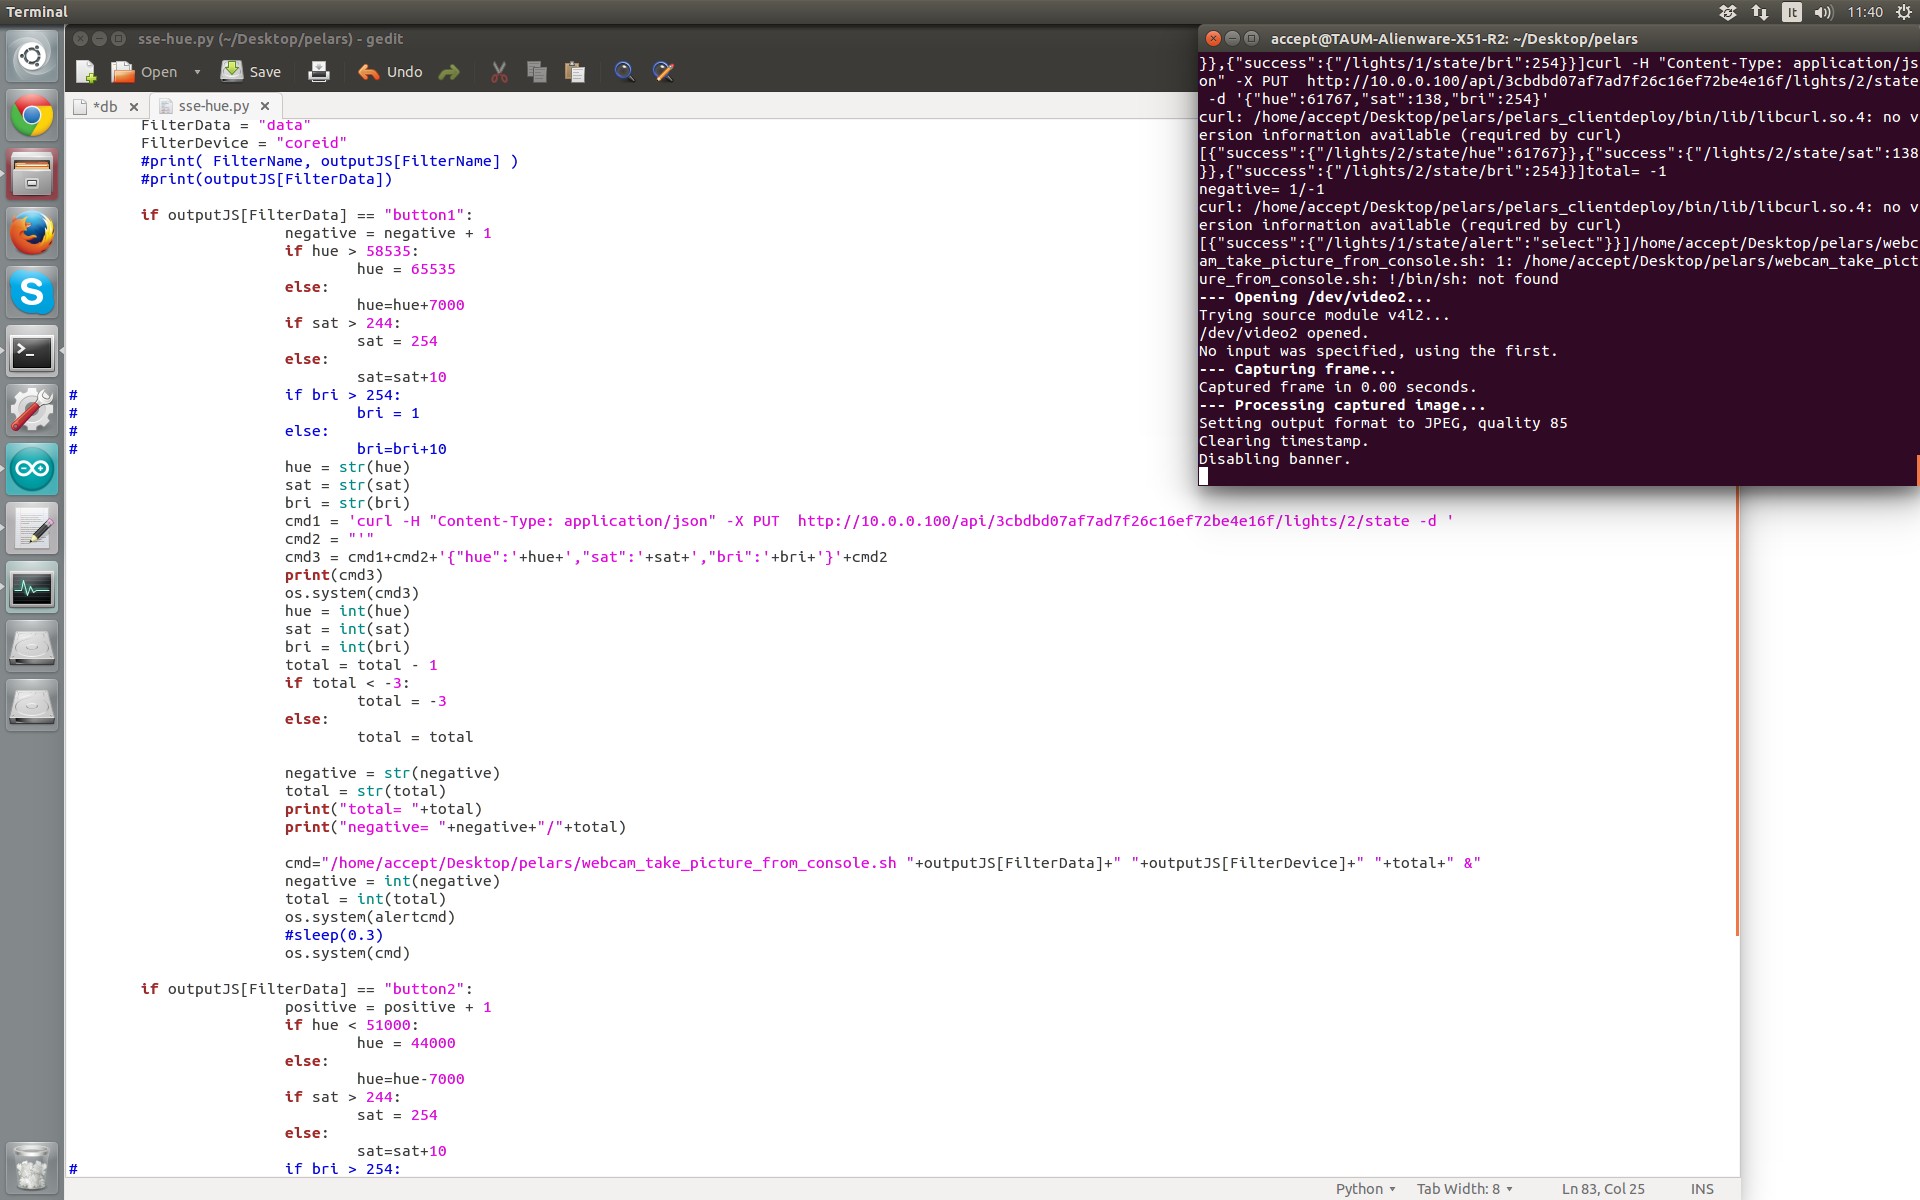 Terminal
It
11:40
sse-hue.py (~/Desktop/pelars) - gedit
Open
Save
Undo
*db
sse-hue.py
FilterData = "data"
FilterDevice = "coreid"
#print( FilterName, outputJS[FilterName] )
#print(outputJS[FilterData])
if outputJS[FilterData] == "button1":
negative = negative + 1
if hue > 58535:
hue = 65535
else:
hue=hue+7000
if sat > 244:
sat = 254
else:
sat=sat+10
# if bri > 254:
# bri = 1
# else:
# bri=bri+10
hue = str(hue)
sat = str(sat)
bri = str(bri)
cmd1 = 'curl -H "Content-Type: application/json" -X PUT  http://10.0.0.100/api/3cbdbd07af7ad7f26c16ef72be4e16f/lights/2/state -d '
cmd2 = "'"
cmd3 = cmd1+cmd2+'{"hue":'+hue+',"sat":'+sat+',"bri":'+bri+'}'+cmd2
print(cmd3)
os.system(cmd3)
hue = int(hue)
sat = int(sat)
bri = int(bri)
total = total - 1
if total < -3:
total = -3
else:
total = total
negative = str(negative)
total = str(total)
print("total= "+total)
print("negative= "+negative+"/"+total)
cmd="/home/accept/Desktop/pelars/webcam_take_picture_from_console.sh "+outputJS[FilterData]+" "+outputJS[FilterDevice]+" "+total+" &"
negative = int(negative)
total = int(total)
os.system(alertcmd)
#sleep(0.3)
os.system(cmd)
if outputJS[FilterData] == "button2":
positive = positive + 1
if hue < 51000:
hue = 44000
else:
hue=hue-7000
if sat > 244:
sat = 254
else:
sat=sat+10
# if bri > 254:
Python
Tab Width: 8
Ln 83, Col 25
INS
accept@TAUM-Alienware-X51-R2: ~/Desktop/pelars
}},{"success":{"/lights/1/state/bri":254}}]curl -H "Content-Type: application/js
on" -X PUT  http://10.0.0.100/api/3cbdbd07af7ad7f26c16ef72be4e16f/lights/2/state
-d '{"hue":61767,"sat":138,"bri":254}'
curl: /home/accept/Desktop/pelars/pelars_clientdeploy/bin/lib/libcurl.so.4: no v
ersion information available (required by curl)
[{"success":{"/lights/2/state/hue":61767}},{"success":{"/lights/2/state/sat":138
}},{"success":{"/lights/2/state/bri":254}}]total= -1
negative= 1/-1
curl: /home/accept/Desktop/pelars/pelars_clientdeploy/bin/lib/libcurl.so.4: no v
ersion information available (required by curl)
[{"success":{"/lights/1/state/alert":"select"}}]/home/accept/Desktop/pelars/webc
am_take_picture_from_console.sh: 1: /home/accept/Desktop/pelars/webcam_take_pict
ure_from_console.sh: !/bin/sh: not found
--- Opening /dev/video2...
Trying source module v4l2...
/dev/video2 opened.
No input was specified, using the first.
--- Capturing frame...
Captured frame in 0.00 seconds.
--- Processing captured image...
Setting output format to JPEG, quality 85
Clearing timestamp.
Disabling banner.